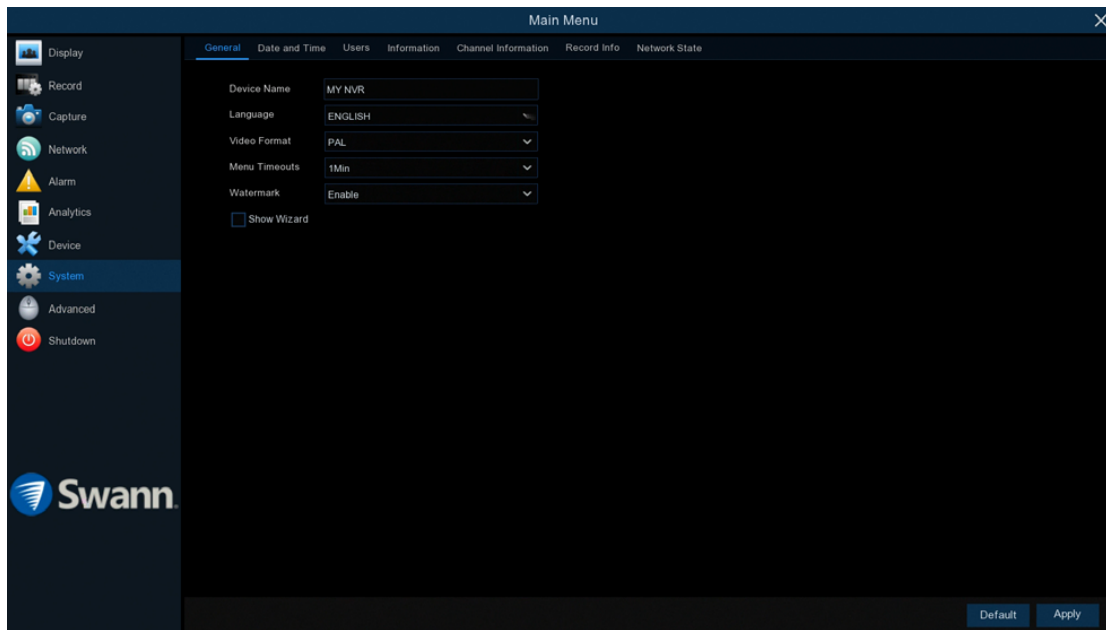 Main Menu
Display
Record
Capture
Network
Alarm
Analytics
Device
System
Advanced
Shutdown
Swann
General Date and Time Users Information Channel Information Record Info Network State
Device Name MY NVR
Language ENGLISH
Video Format PAL
Menu Timeouts 1Min
Watermark Enable
Show Wizard
Default Apply